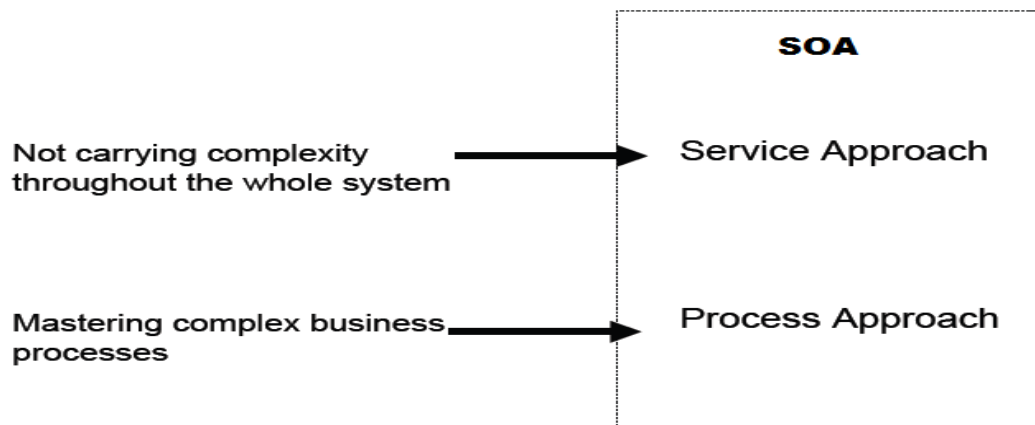 SOA
Not carrying complexity
throughout the whole system
Service Approach
Mastering complex business
processes
Process Approach